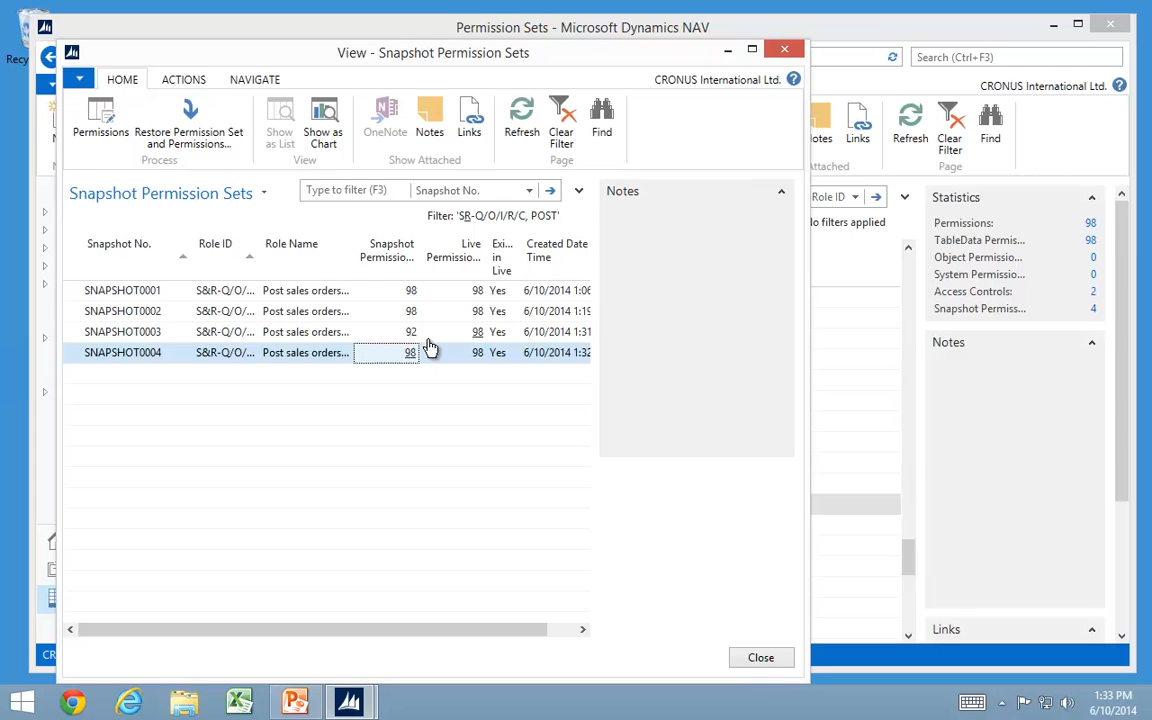 Permission Sets - Microsoft Dynamics NAV
View - Snapshot Permission Sets
Search (Ctrl+F3)
HOME ACTIONS NAVIGATE CRONUS International Ltd.
CRONUS International Ltd.
Permissions
Restore Permission Set
and Permissions...
Process
Show
as List
Show as
Chart
View
OneNote
Notes
Links
Show Attached
Refresh
Clear
Filter
Find
Page
otes
Links
ached
Refresh
Clear
Filter
Find
Page
Snapshot Permission Sets
Type to filter (F3) Snapshot No.
Filter: 'SR-Q/O/I/R/C, POST'
Snapshot No. Role ID Role Name Snapshot Permissio... Live Permissio... Exi... in Live Created Date Time
SNAPSHOT0001 S&R-Q/O/... Post sales orders... 98 98 Yes 6/10/2014 1:06
SNAPSHOT0002 S&R-Q/O/... Post sales orders... 98 98 Yes 6/10/2014 1:19
SNAPSHOT0003 S&R-Q/O/... Post sales orders... 92 98 Yes 6/10/2014 1:31
SNAPSHOT0004 S&R-Q/O/... Post sales orders... 98 98 Yes 6/10/2014 1:32
Notes
Role ID
lo filters applied
Statistics
Permissions: 98
TableData Permis... 98
Object Permissio... 0
System Permissio... 0
Access Controls: 2
Snapshot Permiss... 4
Notes
Links
Close
Recy
CR
1:33 PM
6/10/2014